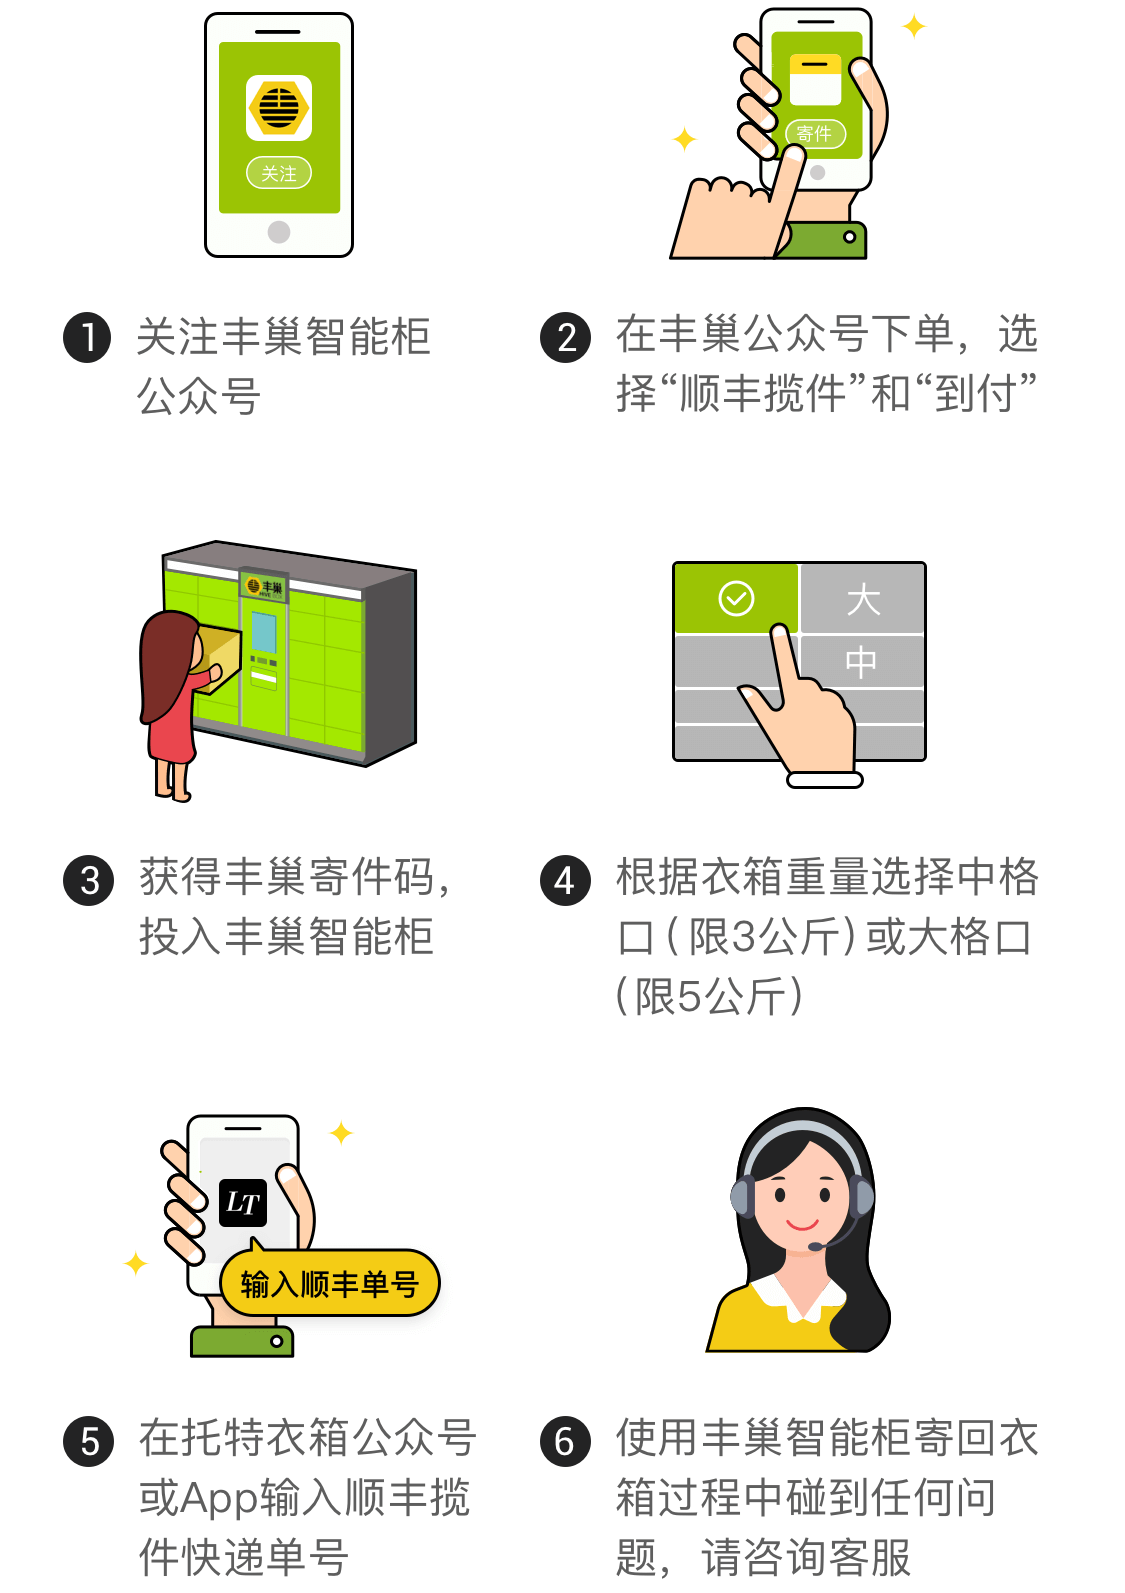 关注
寄件
1 关注丰巢智能柜
公众号
2 在丰巢公众号下单，选
择“顺丰揽件”和“到付”
丰巢
大
中
3 获得丰巢寄件码，
投入丰巢智能柜
4 根据衣箱重量选择中格
口（限3公斤）或大格口
（限5公斤）
LT
输入顺丰单号
5 在托特衣箱公众号
或App输入顺丰揽
件快递单号
6 使用丰巢智能柜寄回衣
箱过程中碰到任何问
题，请咨询客服